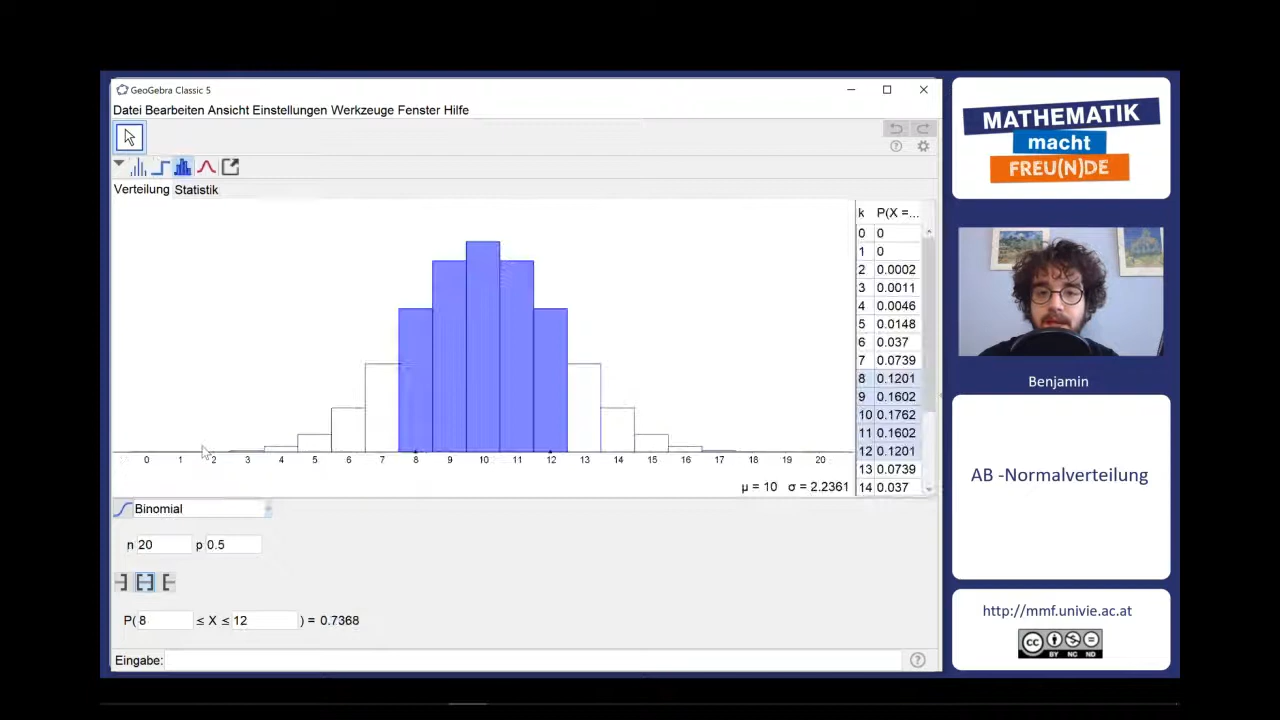 GeoGebra Classic 5
Datei Bearbeiten Ansicht Einstellungen Werkzeuge Fenster Hilfe
Verteilung Statistik
k P(X =...
0 0
1 0
2 0.0002
3 0.0011
4 0.0046
5 0.0148
6 0.037
7 0.0739
8 0.1201
9 0.1602
10 0.1762
11 0.1602
12 0.1201
13 0.0739
14 0.037
0 1 2 3 4 5 6 7 8 9 10 11 12 13 14 15 16 17 18 19 20
μ = 10 σ = 2.2361
Binomial
n 20 p 0.5
P( 8 ≤ X ≤ 12 ) = 0.7368
Eingabe:
MATHEMATIK
macht
FREU(N)DE
Benjamin
AB -Normalverteilung
http://mmf.univie.ac.at
CC BY NC ND